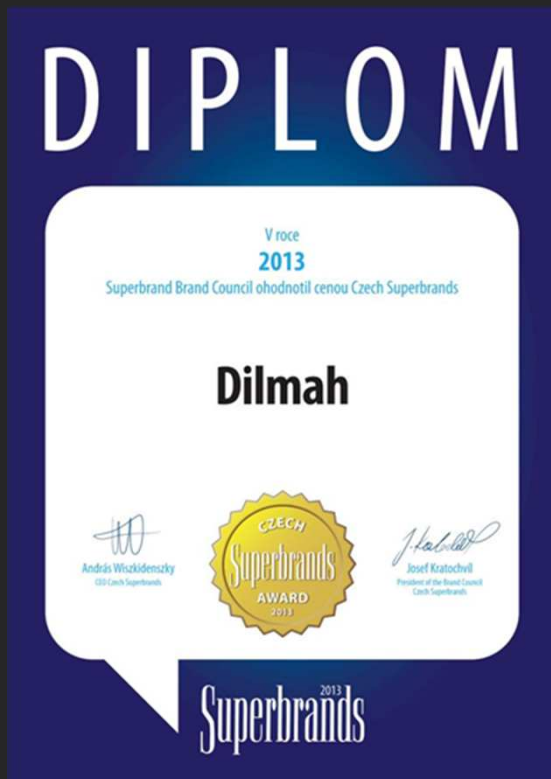 DIPLOM
V roce
2013
Superbrand Brand Council ohodnotil cenou Czech Superbrands
Dilmah
CZECH
Superbrands
AWARD
2013
András Wiszkidenszky
CEO Czech Superbrands
Josef Kratochvíl
President of the Brand Council
Czech Superbrands
2013
Superbrands